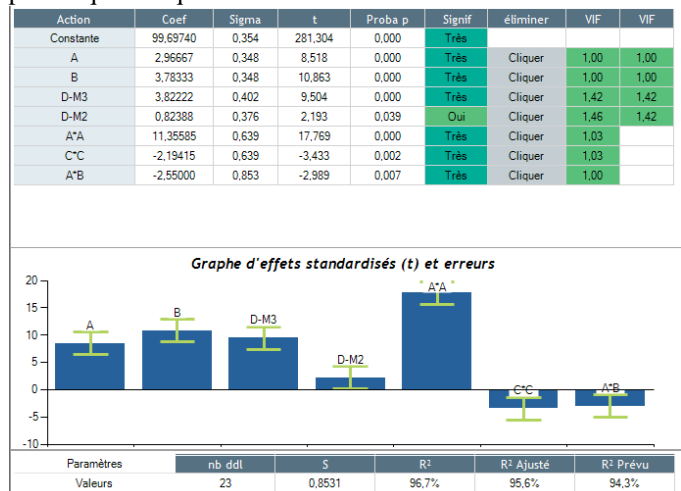 Action Coef Sigma t Proba p Signif éliminer VIF VIF
Constante 99,69740 0,354 281,304 0,000 Très
A 2,96667 0,348 8,518 0,000 Très Cliquer 1,00 1,00
B 3,78333 0,348 10,863 0,000 Très Cliquer 1,00 1,00
D-M3 3,82222 0,402 9,504 0,000 Très Cliquer 1,42 1,42
D-M2 0,82388 0,376 2,193 0,039 Oui Cliquer 1,46 1,42
A*A 11,35585 0,639 17,769 0,000 Très Cliquer 1,03
C*C -2,19415 0,639 -3,433 0,002 Très Cliquer 1,03
A*B -2,55000 0,853 -2,989 0,007 Très Cliquer 1,00
Graphe d'effets standardisés (t) et erreurs
20
15
10
5
0
-5
-10
A
B
D-M3
D-M2
A*A
C*C
A*B
Paramètres nb ddl S R² R² Ajusté R² Prévu
Valeurs 23 0,8531 96,7% 95,6% 94,3%